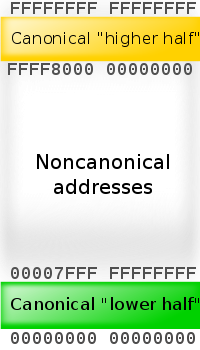 FFFFFFFF FFFFFFFF
Canonical "higher half"
FFFF8000 00000000
Noncanonical
addresses
00007FFF FFFFFFFF
Canonical "lower half"
00000000 00000000